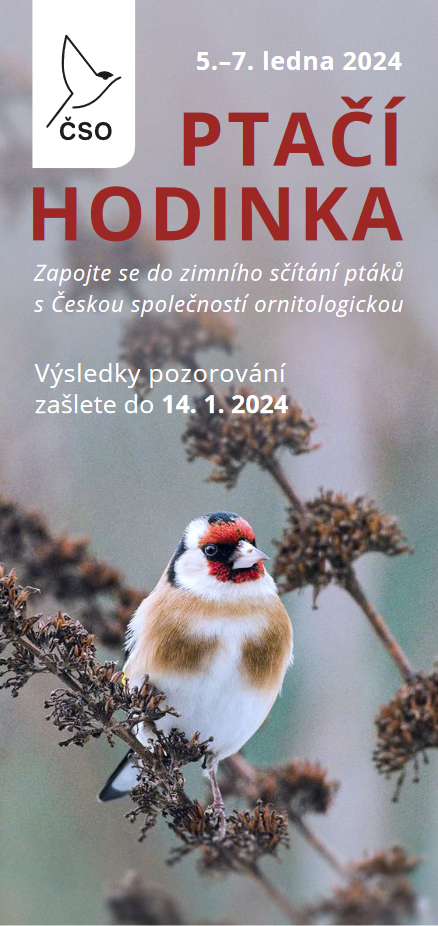 ČSO
5.–7. ledna 2024
PTAČÍ
HODINKA
Zapojte se do zimního sčítání ptáků
s Českou společností ornitologickou
Výsledky pozorování
zašlete do 14. 1. 2024